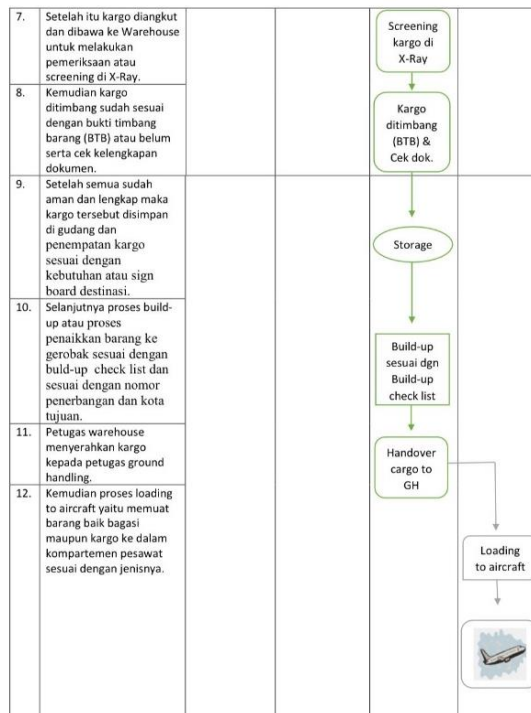 7. Setelah itu kargo diangkut
dan dibawa ke Warehouse
untuk melakukan
pemeriksaan atau
screening di X-Ray.
Screening
kargo di
X-Ray
8. Kemudian kargo
ditimbang sudah sesuai
dengan bukti timbang
barang (BTB) atau belum
serta cek kelengkapan
dokumen.
Kargo
ditimbang
(BTB) &
Cek dok.
9. Setelah semua sudah
aman dan lengkap maka
kargo tersebut disimpan
di gudang dan
penempatan kargo
sesuai dengan
kebutuhan atau sign
board destinasi.
Storage
10. Selanjutnya proses build-
up atau proses
penaikkan barang ke
gerobak sesuai dengan
buld-up check list dan
sesuai dengan nomor
penerbangan dan kota
tujuan.
Build-up
sesuai dgn
Build-up
check list
11. Petugas warehouse
menyerahkan kargo
kepada petugas ground
handling.
Handover
cargo to
GH
12. Kemudian proses loading
to aircraft yaitu memuat
barang baik bagasi
maupun kargo ke dalam
kompartemen pesawat
sesuai dengan jenisnya.
Loading
to aircraft